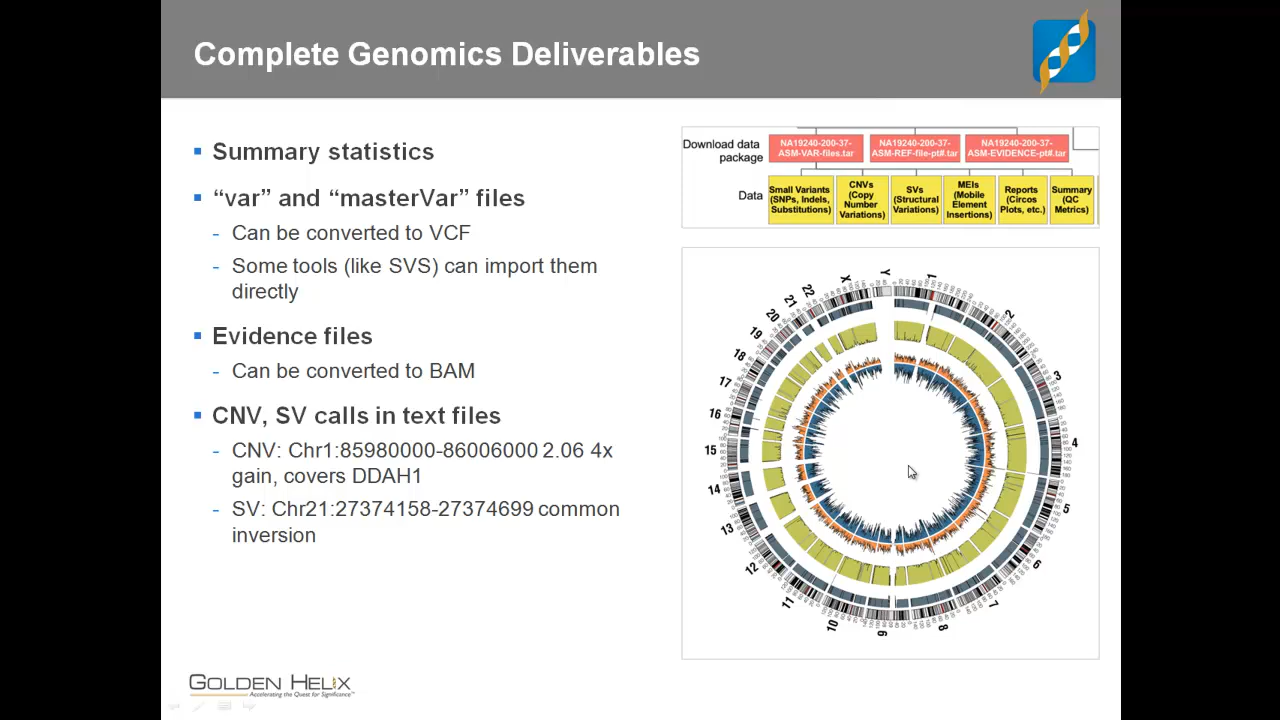 Complete Genomics Deliverables
Summary statistics
“var” and “masterVar” files
- Can be converted to VCF
- Some tools (like SVS) can import them
directly
Evidence files
- Can be converted to BAM
CNV, SV calls in text files
- CNV: Chr1:85980000-86006000 2.06 4x
gain, covers DDAH1
- SV: Chr21:27374158-27374699 common
inversion
Download data
package
NA19240-200-37-
ASM-VAR-files.tar
NA19240-200-37-
ASM-REF-file-pt#.tar
NA19240-200-37-
ASM-EVIDENCE-pt#.tar
Data
Small Variants
(SNPs, Indels,
Substitutions)
CNVs
(Copy
Number
Variations)
SVs
(Structural
Variations)
MEIs
(Mobile
Element
Insertions)
Reports
(Circos
Plots, etc.)
Summary
(QC
Metrics)
1
2
3
4
5
6
7
8
9
10
11
12
13
14
15
16
17
18
19
20
21
22
X
Y
GOLDEN HELIX
Accelerating the Quest for Significance™